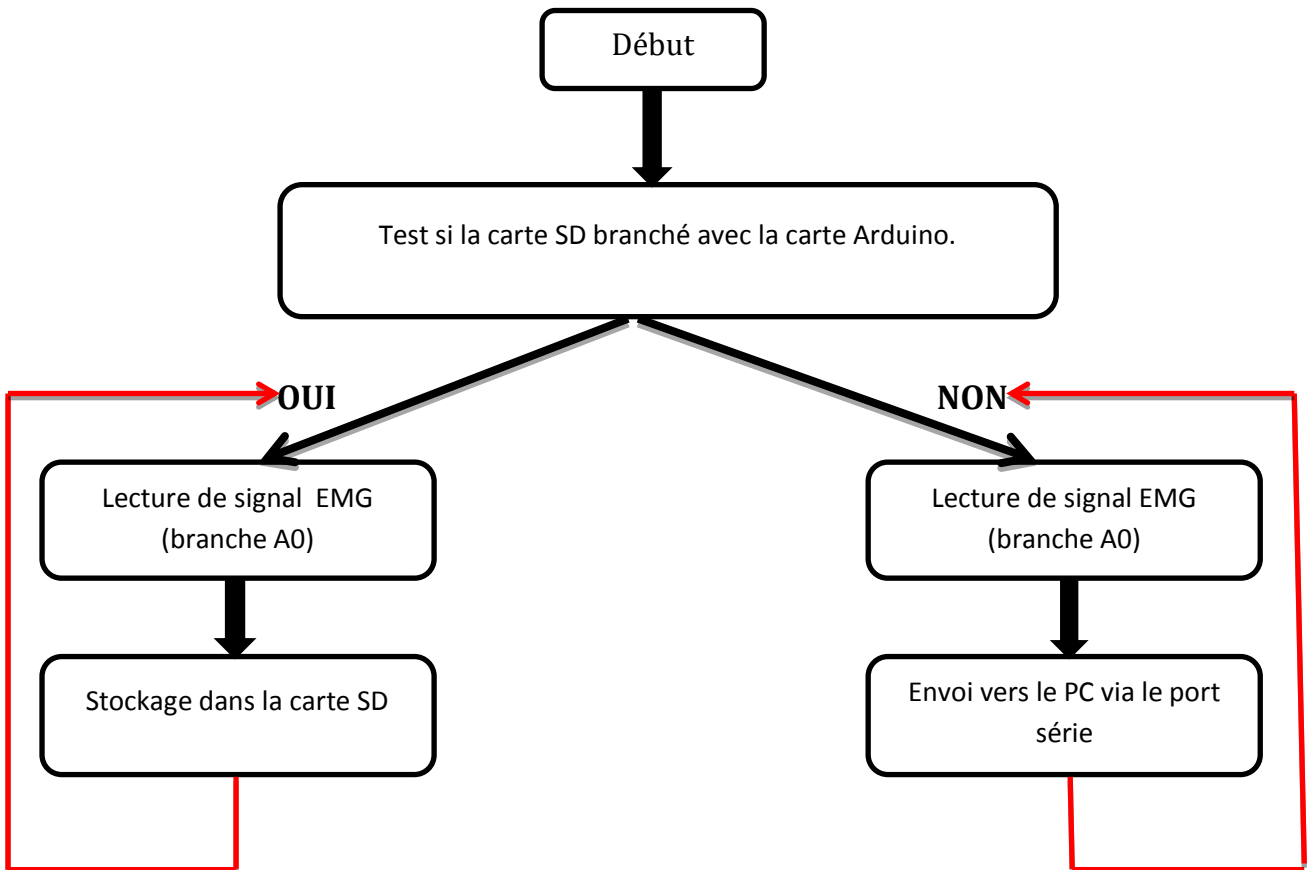 Début
Test si la carte SD branché avec la carte Arduino.
OUI
NON
Lecture de signal EMG
(branche A0)
Lecture de signal EMG
(branche A0)
Stockage dans la carte SD
Envoi vers le PC via le port
série